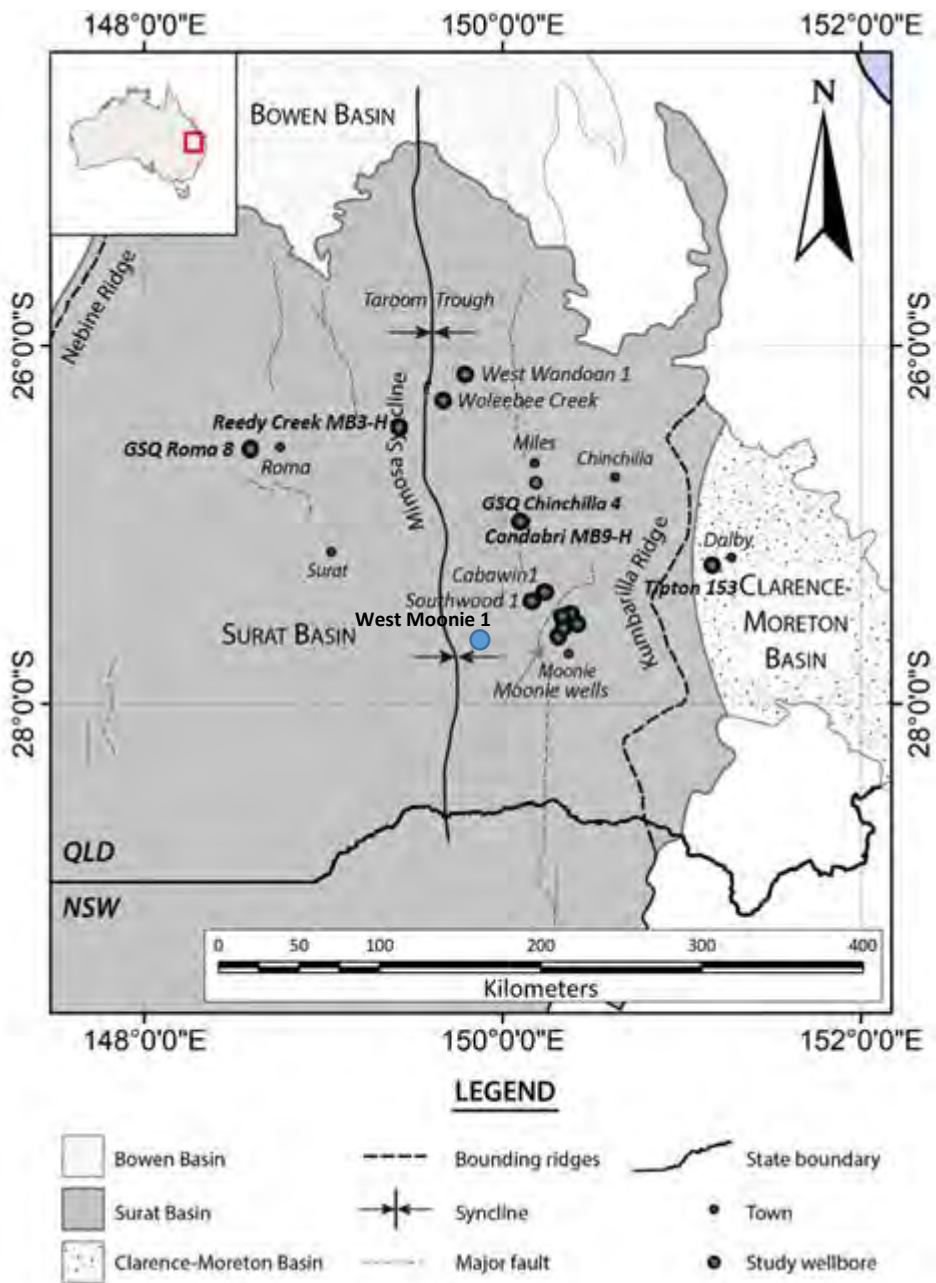 148°0'0"E 150°0'0"E 152°0'0"E
BOWEN BASIN
N
Nebine Ridge
Taroom Trough
26°0'0"S 26°0'0"S
West Wandoan 1
Woleebee Creek
Mimosa Syncline
Reedy Creek MB3-H
GSQ Roma 8
Roma
Miles
Chinchilla
GSQ Chinchilla 4
Condabri MB9-H
Kumbarilla Ridge
Dalby
Surat
Cabawin1
Tipton 153
CLARENCE-
MORETON
BASIN
Southwood 1
West Moonie 1
SURAT BASIN
Moonie
Moonie wells
28°0'0"S 28°0'0"S
QLD
NSW
0 50 100 200 300 400
Kilometers
148°0'0"E 150°0'0"E 152°0'0"E
LEGEND
Bowen Basin Bounding ridges State boundary
Surat Basin Syncline Town
Clarence-Moreton Basin Major fault Study wellbore